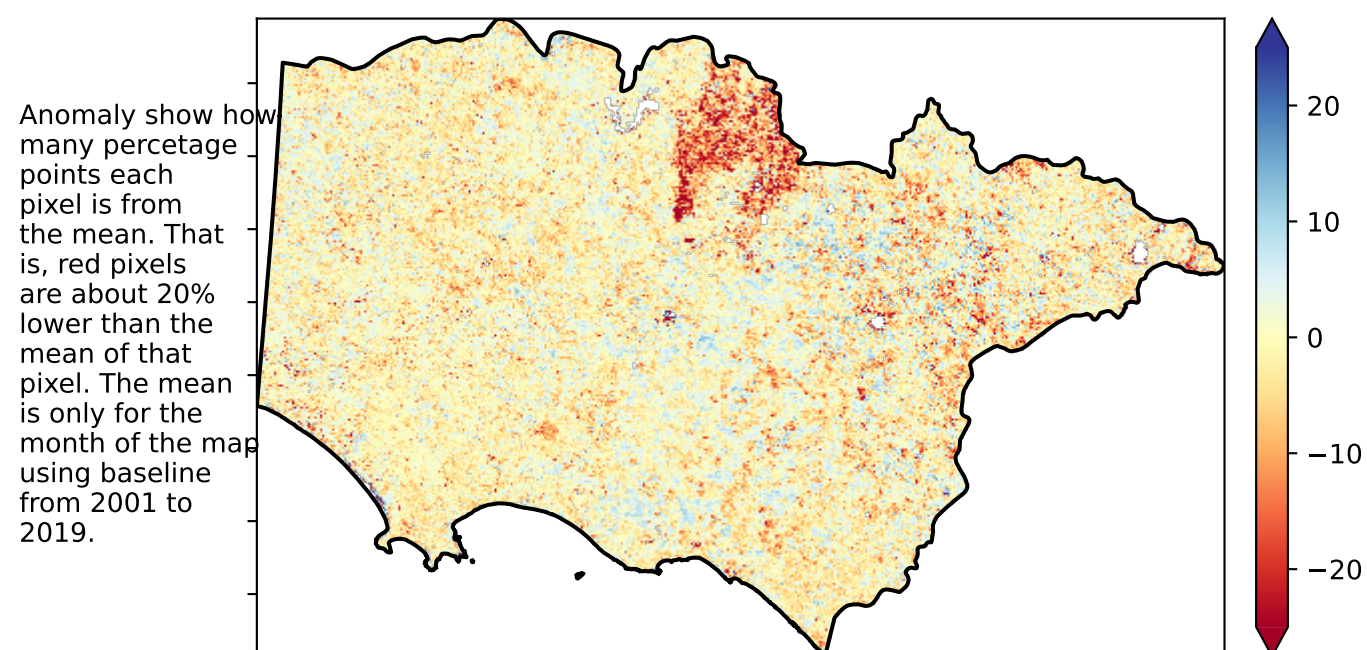 Anomaly show how
many percetage
points each
pixel is from
the mean. That
is, red pixels
are about 20%
lower than the
mean of that
pixel. The mean
is only for the
month of the map
using baseline
from 2001 to
2019.
20
10
0
−10
−20